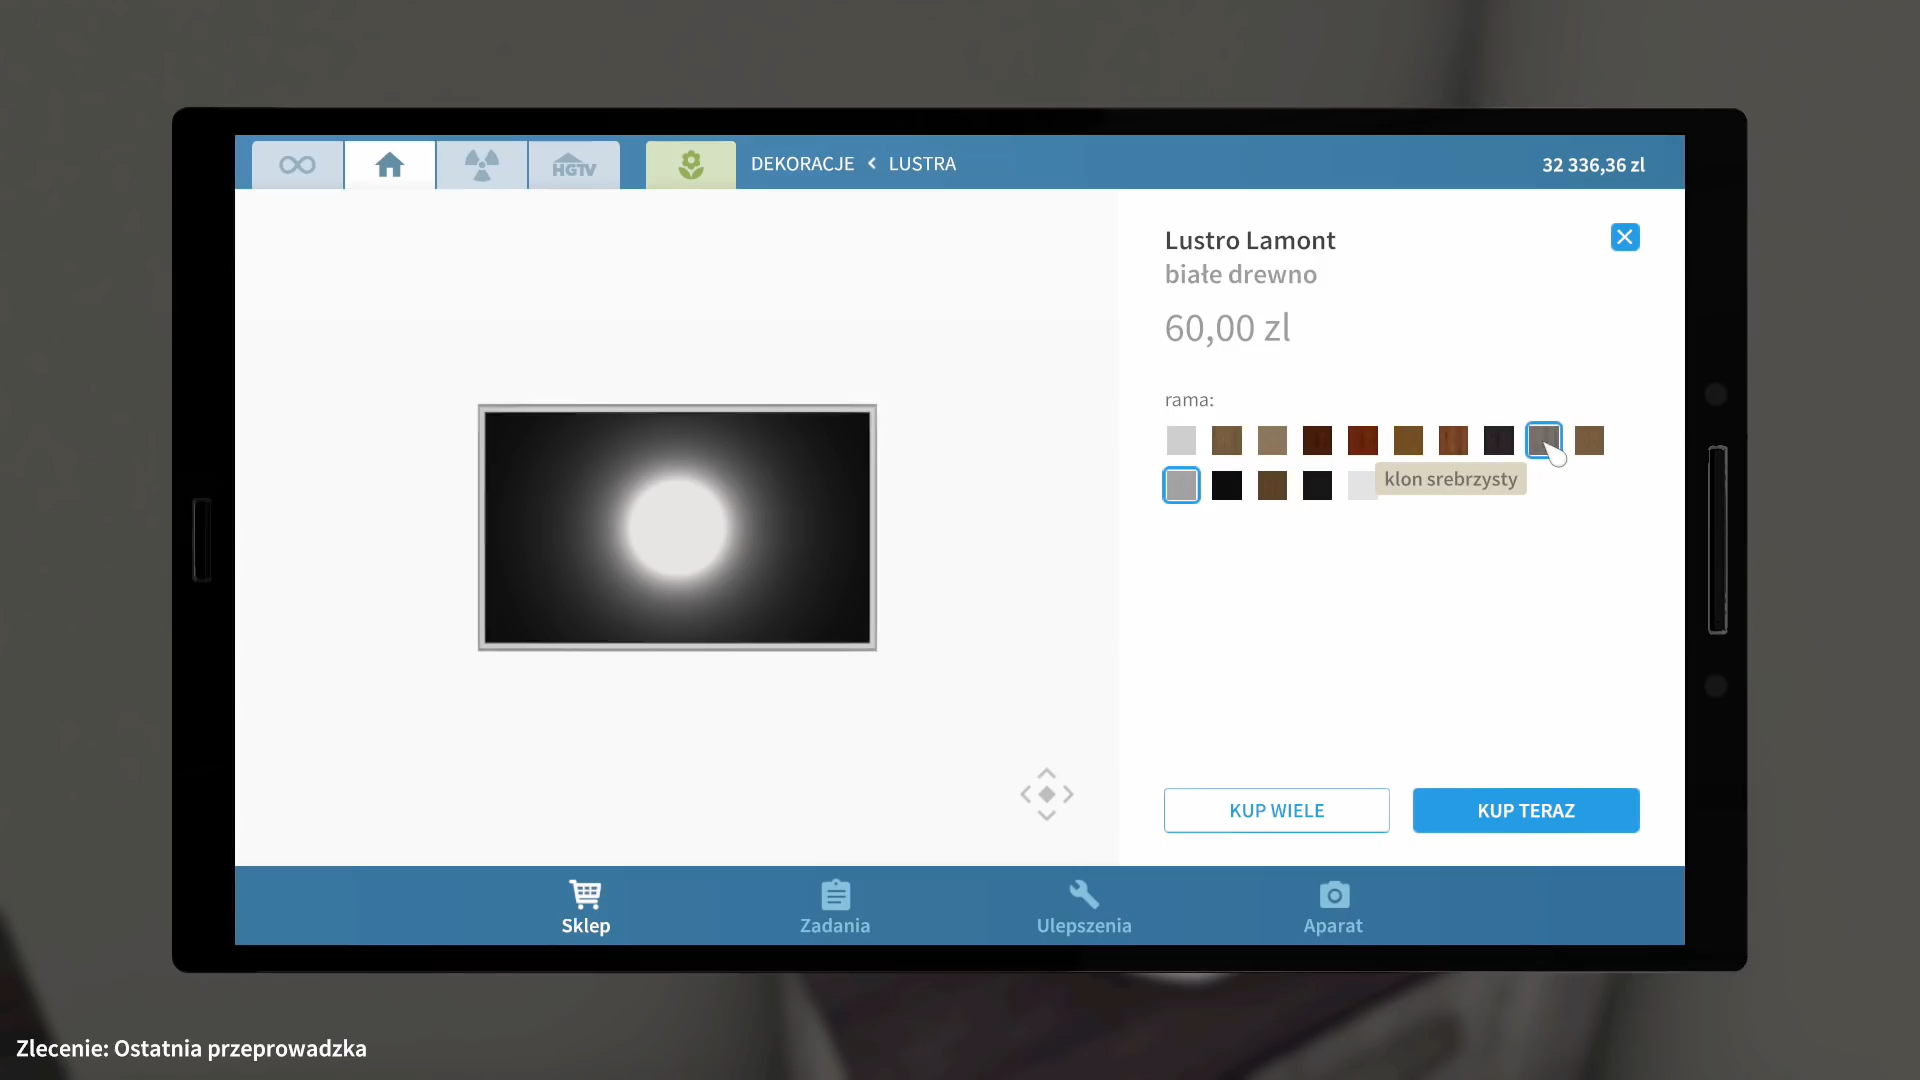 HGTV
DEKORACJE < LUSTRA
32 336,36 zl
Lustro Lamont
białe drewno
60,00 zl
rama:
klon srebrzysty
KUP WIELE
KUP TERAZ
Sklep
Zadania
Ulepszenia
Aparat
Zlecenie: Ostatnia przeprowadzka